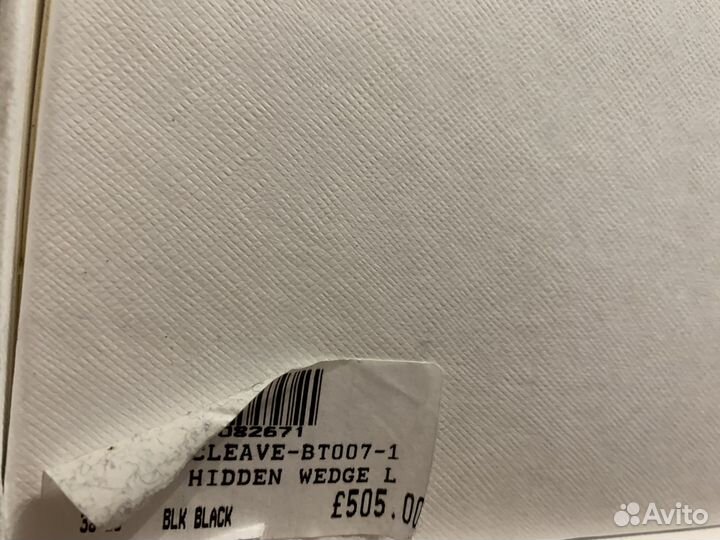 082671
CLEAVE-BT007-1
HIDDEN WEDGE L
BLK BLACK £505.00
Avito